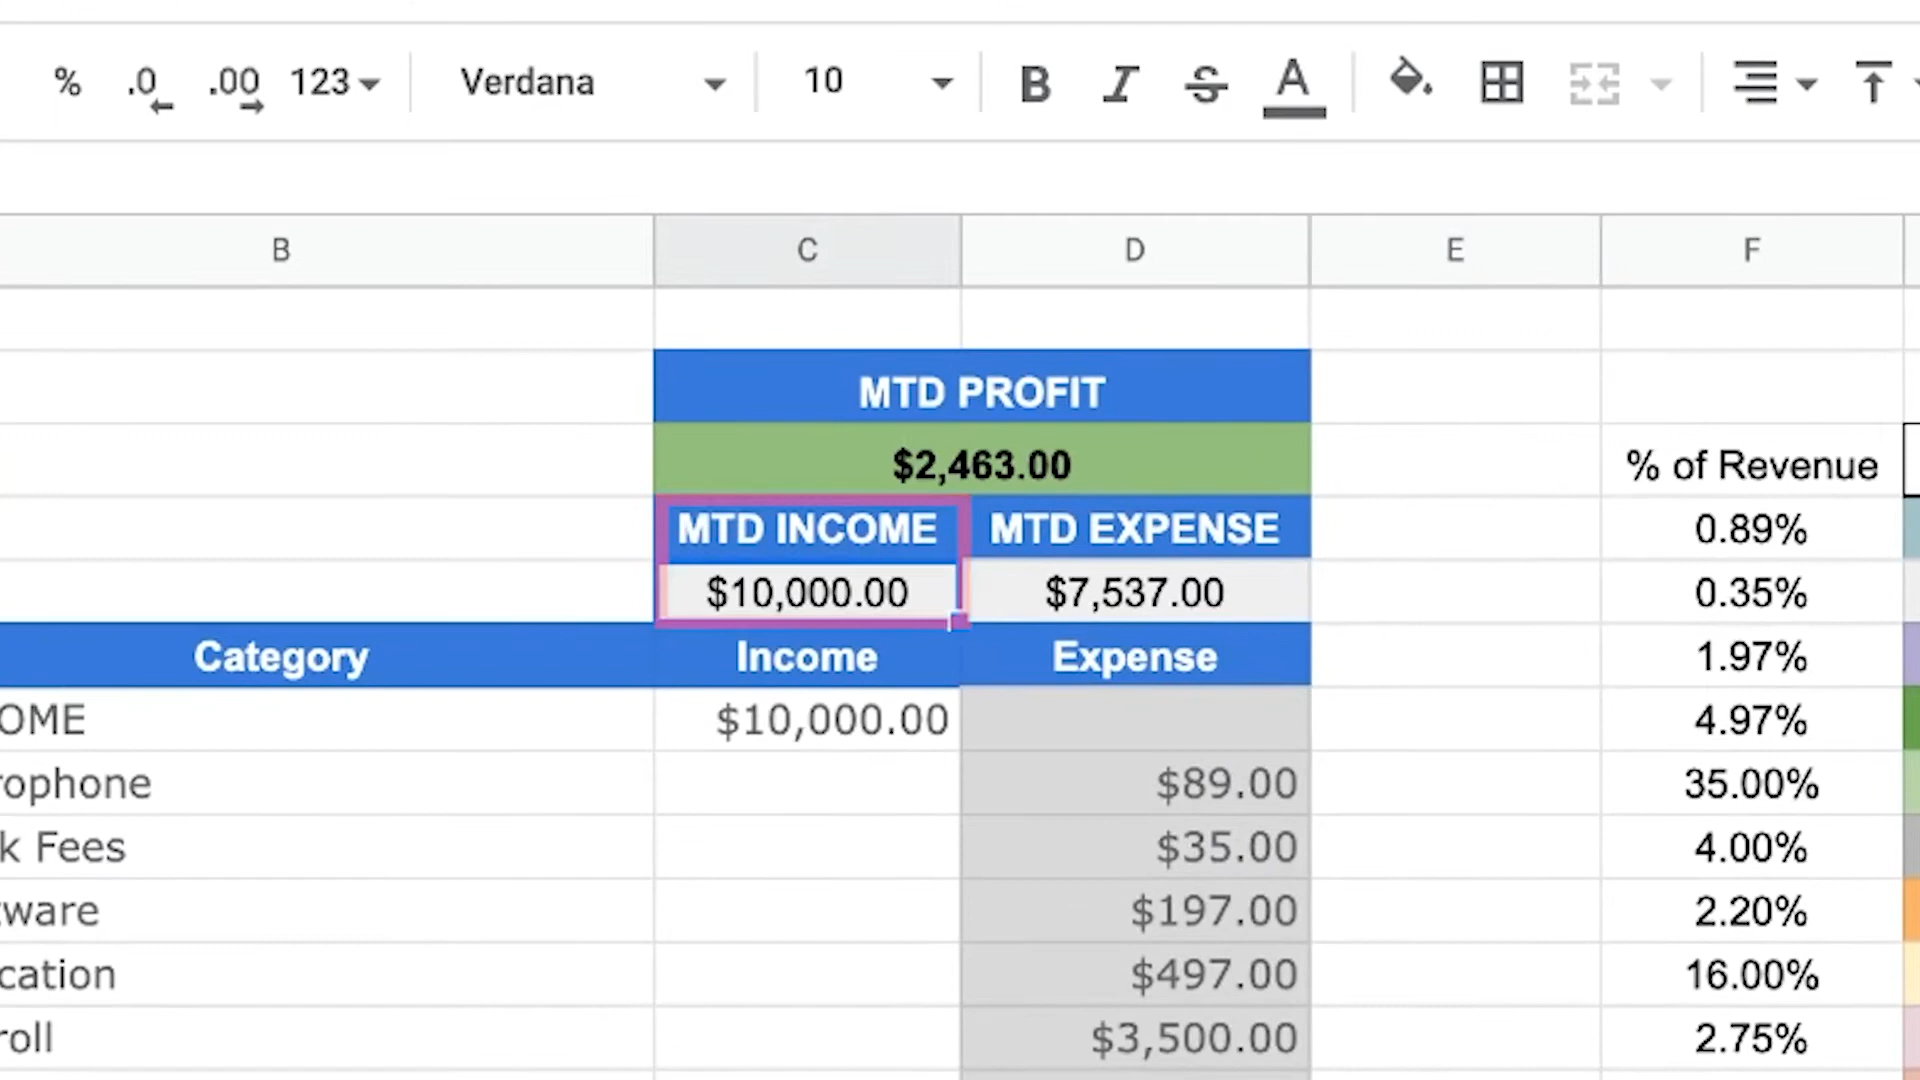 % .0 .00 123 Verdana 10 B I S A
B C D E F
MTD PROFIT
$2,463.00 % of Revenue
MTD INCOME MTD EXPENSE 0.89%
$10,000.00 $7,537.00 0.35%
Category Income Expense 1.97%
OME $10,000.00 4.97%
rophone $89.00 35.00%
k Fees $35.00 4.00%
tware $197.00 2.20%
cation $497.00 16.00%
roll $3,500.00 2.75%